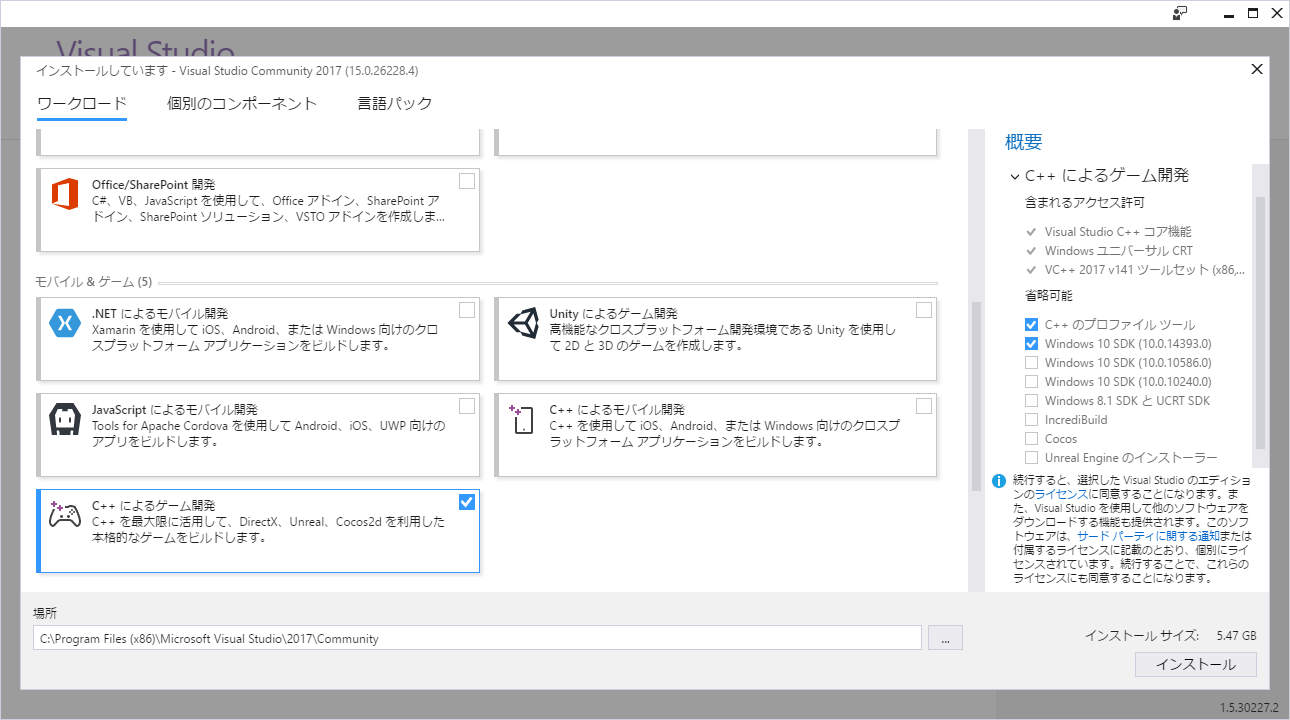 Visual Studio
インストールしています - Visual Studio Community 2017 (15.0.26228.4)
ワークロード 個別のコンポーネント 言語パック
Office/SharePoint 開発
C#、VB、JavaScript を使用して、Office アドイン、SharePoint ア
ドイン、SharePoint ソリューション、VSTO アドインを作成しま...
モバイル & ゲーム (5)
.NET によるモバイル開発
Xamarin を使用して iOS、Android、または Windows 向けのクロ
スプラットフォーム アプリケーションをビルドします。
Unity によるゲーム開発
高機能なクロスプラットフォーム開発環境である Unity を使用し
て 2D と 3D のゲームを作成します。
JavaScript によるモバイル開発
Tools for Apache Cordova を使用して Android、iOS、UWP 向けの
アプリをビルドします。
C++ によるモバイル開発
C++ を使用して iOS、Android、または Windows 向けのクロスプ
ラットフォーム アプリケーションをビルドします。
C++ によるゲーム開発
C++ を最大限に活用して、DirectX、Unreal、Cocos2d を利用した
本格的なゲームをビルドします。
概要
C++ によるゲーム開発
含まれるアクセス許可
Visual Studio C++ コア機能
Windows ユニバーサル CRT
VC++ 2017 v141 ツールセット (x86,...
省略可能
C++ のプロファイル ツール
Windows 10 SDK (10.0.14393.0)
Windows 10 SDK (10.0.10586.0)
Windows 10 SDK (10.0.10240.0)
Windows 8.1 SDK と UCRT SDK
IncrediBuild
Cocos
Unreal Engine のインストーラー
続行すると、選択した Visual Studio のエディショ
ンのライセンスに同意することになります。ま
た、Visual Studio を使用して他のソフトウェアを
ダウンロードする機能も提供されます。このソフ
トウェアは、サード パーティに関する通知または
付属するライセンスに記載のとおり、個別にライ
センスされています。続行することで、これらの
ライセンスにも同意することになります。
場所
C:\Program Files (x86)\Microsoft Visual Studio\2017\Community
...
インストール サイズ: 5.47 GB
インストール
1.5.30227.2